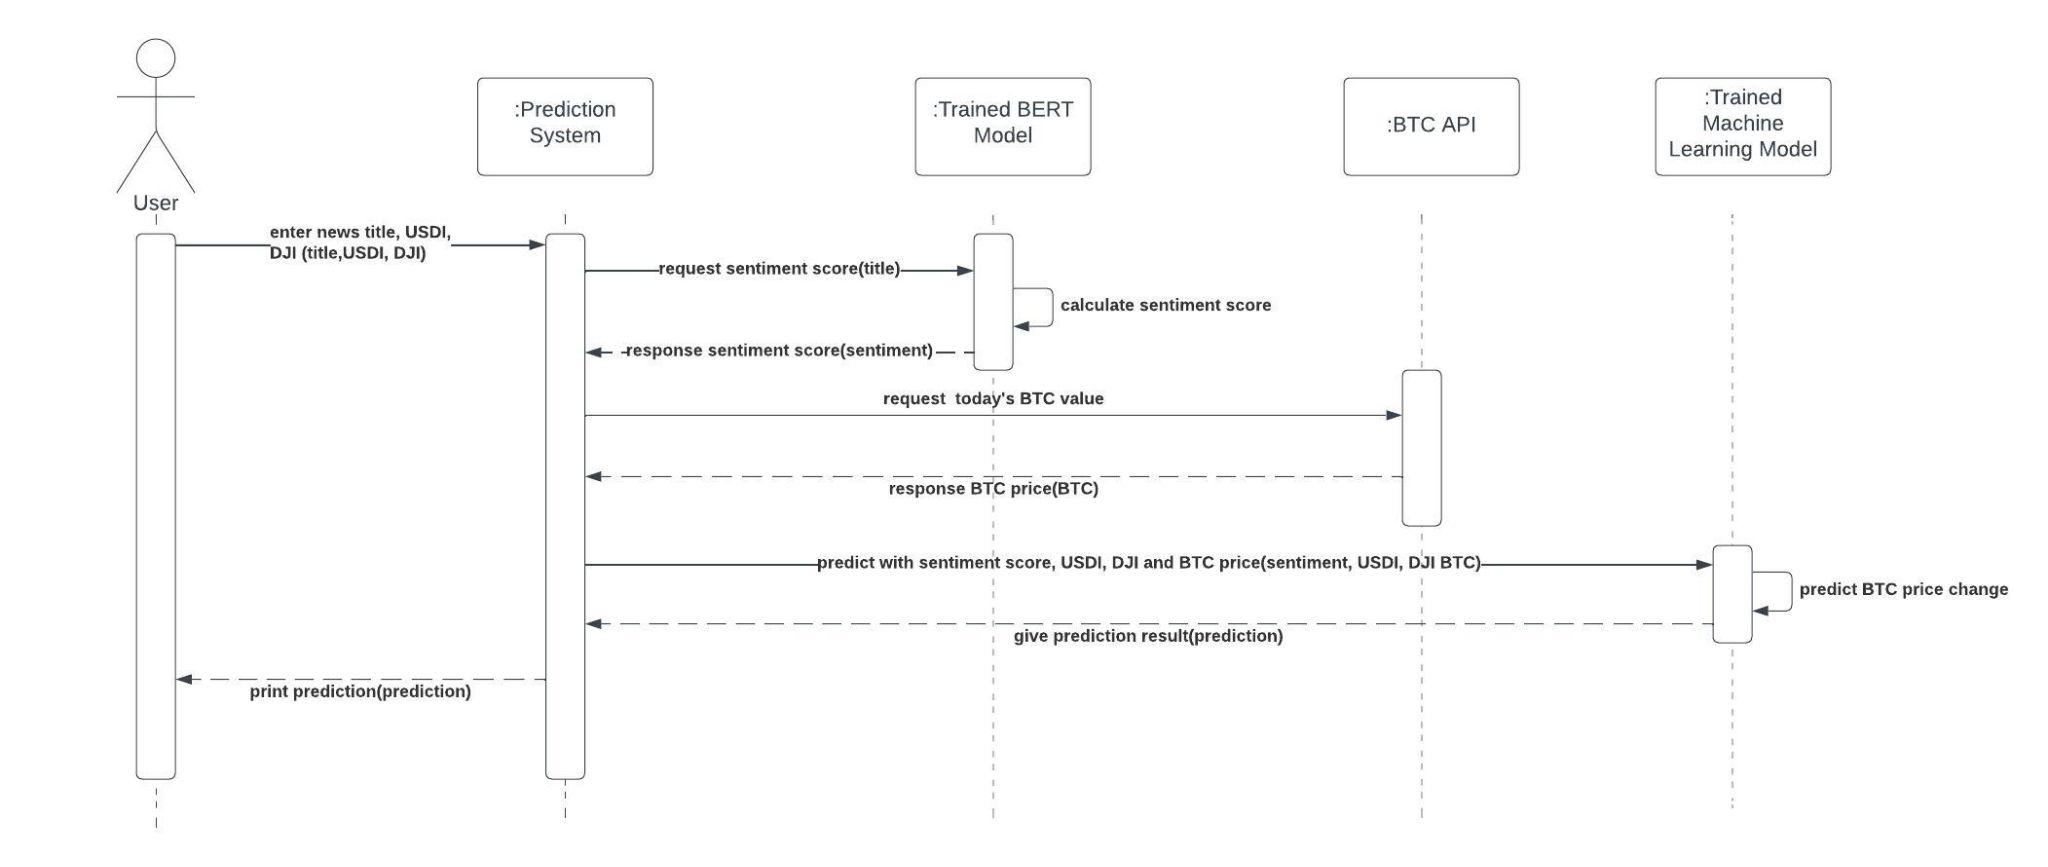 User
:Prediction
System
:Trained BERT
Model
:BTC API
:Trained
Machine
Learning Model
enter news title, USDI,
DJI (title,USDI, DJI)
request sentiment score(title)
calculate sentiment score
response sentiment score(sentiment)
request  today's BTC value
response BTC price(BTC)
predict with sentiment score, USDI, DJI and BTC price(sentiment, USDI, DJI BTC)
predict BTC price change
give prediction result(prediction)
print prediction(prediction)